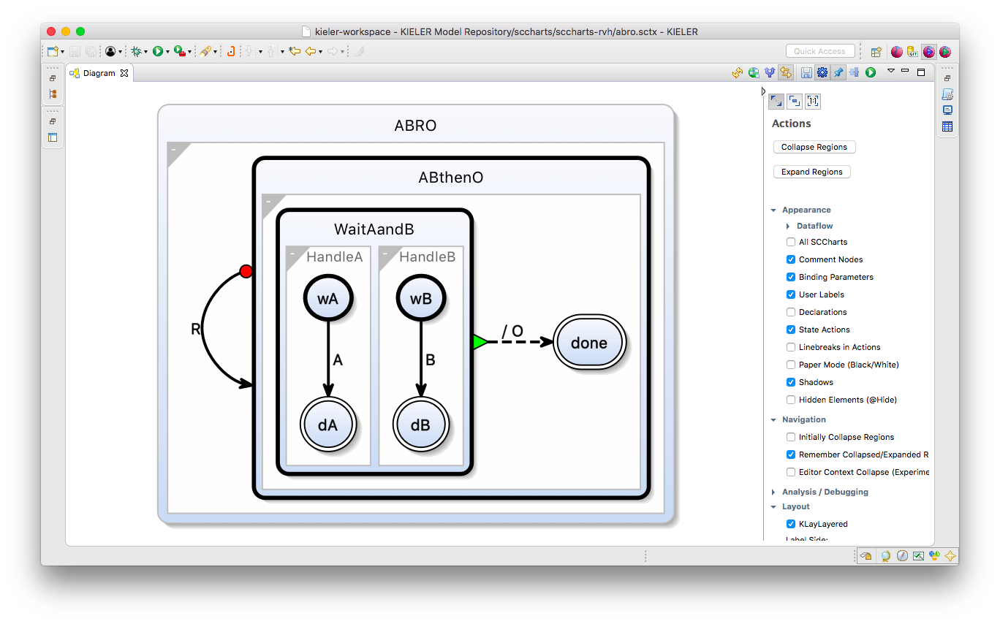 kieler-workspace - KIELER Model Repository/sccharts/sccharts-rvh/abro.sctx - KIELER
Quick Access
GIT
Diagram
ABRO
ABthenO
WaitAandB
HandleA
HandleB
wA
wB
R
A
B
/ O
done
dA
dB
Actions
Collapse Regions
Expand Regions
Appearance
Dataflow
All SCCharts
Comment Nodes
Binding Parameters
User Labels
Declarations
State Actions
Linebreaks in Actions
Paper Mode (Black/White)
Shadows
Hidden Elements (@Hide)
Navigation
Initially Collapse Regions
Remember Collapsed/Expanded R
Editor Context Collapse (Experime
Analysis / Debugging
Layout
KLayLayered
Label Side: